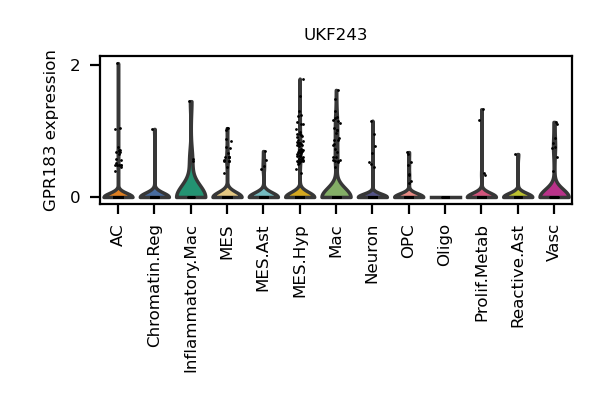 UKF243
GPR183 expression
2
0
AC
Chromatin.Reg
Inflammatory.Mac
MES
MES.Ast
MES.Hyp
Mac
Neuron
OPC
Oligo
Prolif.Metab
Reactive.Ast
Vasc